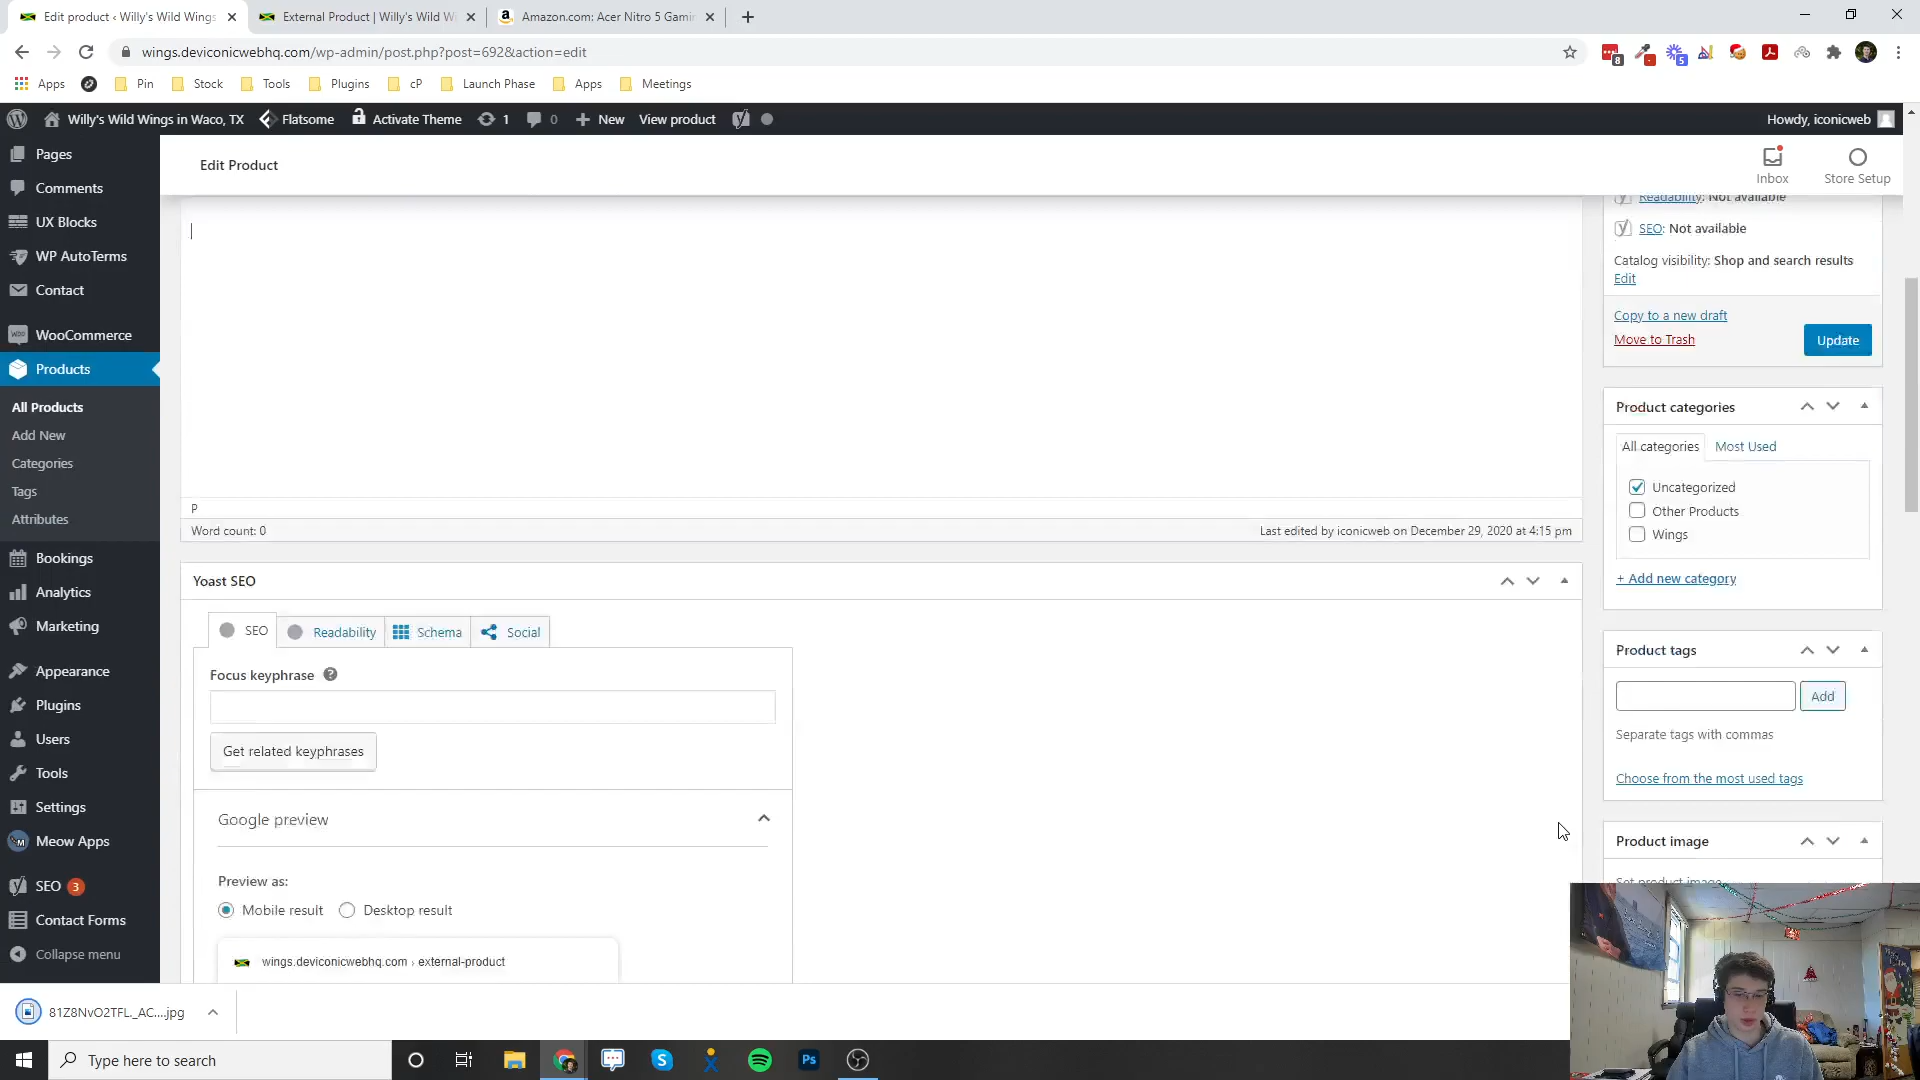 Edit product ‹ Willy's Wild Wings
External Product | Willy's Wild Wi
Amazon.com: Acer Nitro 5 Gamin
wings.deviconicwebhq.com/wp-admin/post.php?post=692&action=edit
8
5
Apps
Pin
Stock
Tools
Plugins
cP
Launch Phase
Apps
Meetings
Willy's Wild Wings in Waco, TX
Flatsome
Activate Theme
1
0
New
View product
Howdy, iconicweb
Pages
Comments
UX Blocks
WP AutoTerms
Contact
WooCommerce
Products
All Products
Add New
Categories
Tags
Attributes
Bookings
Analytics
Marketing
Appearance
Plugins
Users
Tools
Settings
Meow Apps
SEO 3
Contact Forms
Collapse menu
Edit Product
Inbox
Store Setup
P
Word count: 0
Last edited by iconicweb on December 29, 2020 at 4:15 pm
Yoast SEO
SEO
Readability
Schema
Social
Focus keyphrase
Get related keyphrases
Google preview
Preview as:
Mobile result
Desktop result
wings.deviconicwebhq.com › external-product
Readability: Not available
SEO: Not available
Catalog visibility: Shop and search results
Edit
Copy to a new draft
Move to Trash
Update
Product categories
All categories
Most Used
Uncategorized
Other Products
Wings
+ Add new category
Product tags
Add
Separate tags with commas
Choose from the most used tags
Product image
Set product image
81Z8NvO2TFL._AC....jpg
Type here to search
Ps